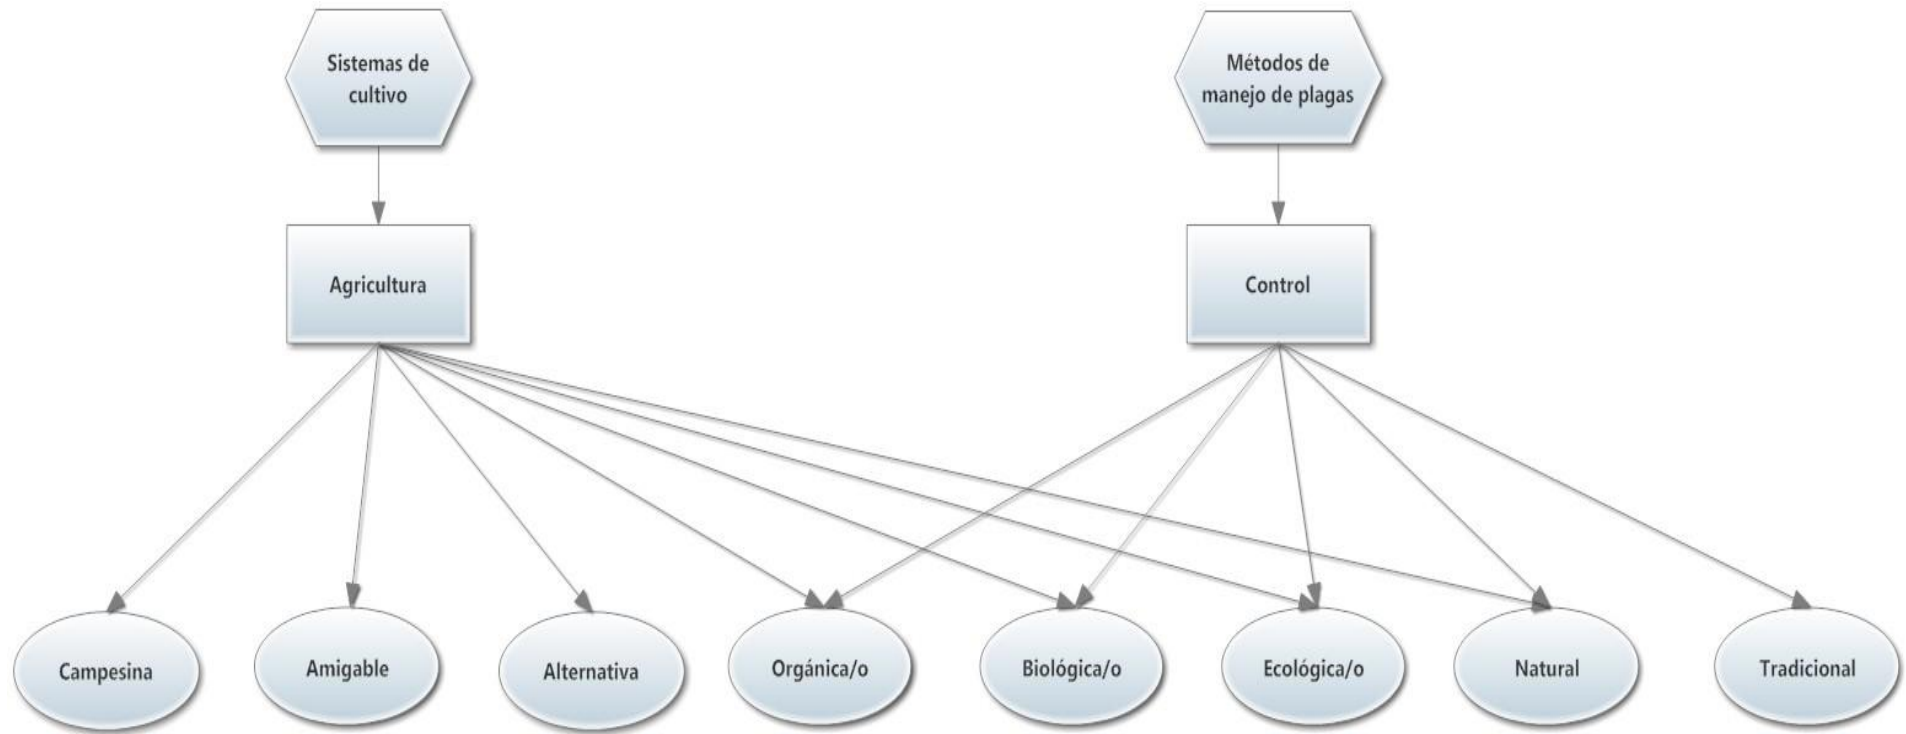 Sistemas de
cultivo
Métodos de
manejo de plagas
Agricultura
Control
Campesina
Amigable
Alternativa
Orgánica/o
Biológica/o
Ecológica/o
Natural
Tradicional